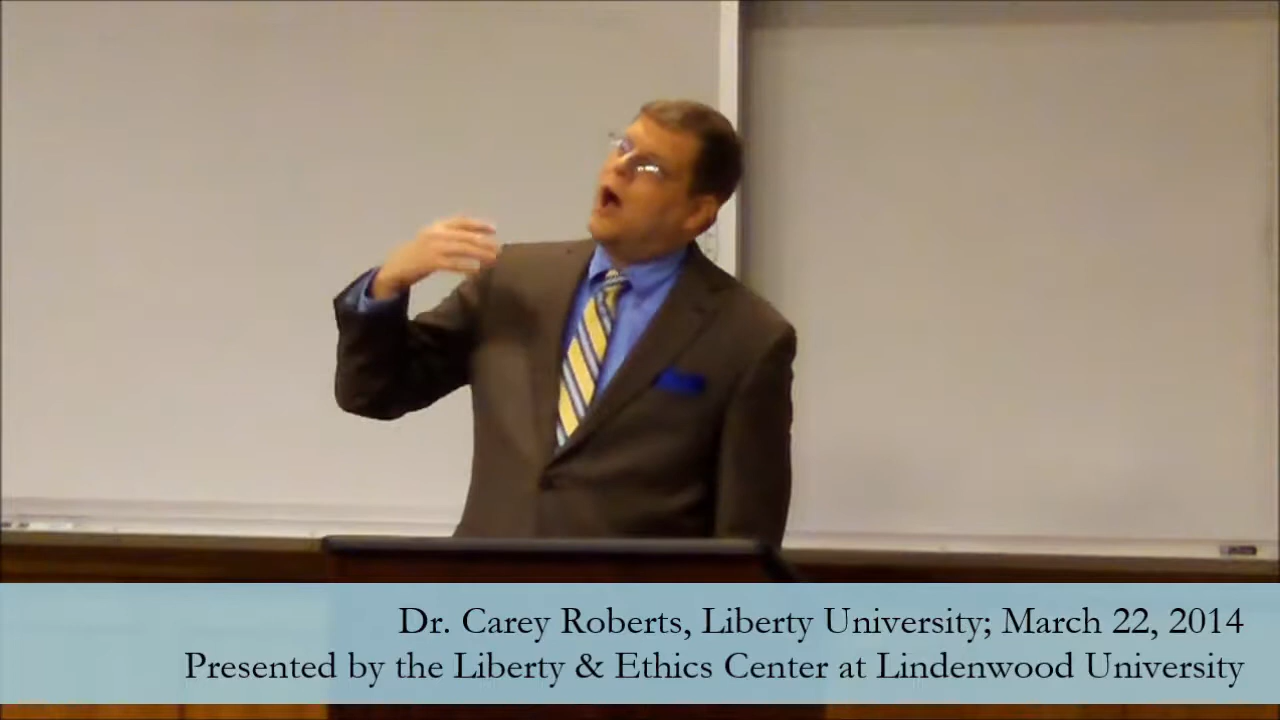 Dr. Carey Roberts, Liberty University; March 22, 2014
Presented by the Liberty & Ethics Center at Lindenwood University